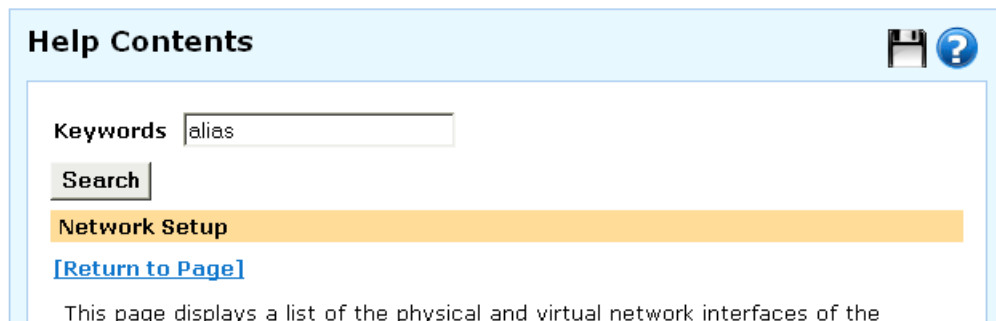 Help Contents
Keywords alias
Search
Network Setup
[Return to Page]
This page displays a list of the physical and virtual network interfaces of the